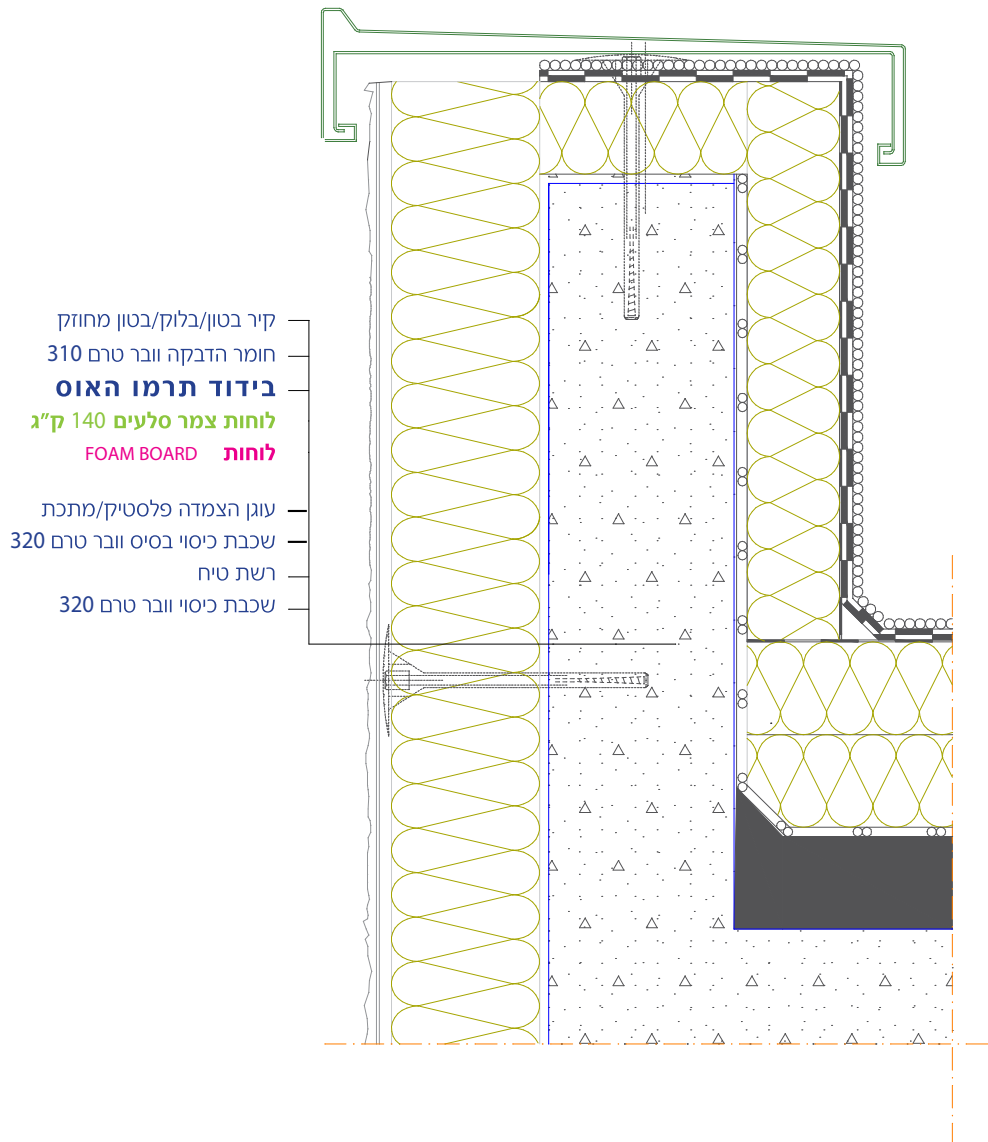 קיר בטון/בלוק/בטון מחוזק
חומר הדבקה וובר טרם 310
בידוד תרמו האוס
לוחות צמר סלעים 140 ק"ג
לוחות FOAM BOARD
עוגן הצמדה פלסטיק/מתכת
שכבת כיסוי בסיס וובר טרם 320
רשת טיח
שכבת כיסוי וובר טרם 320